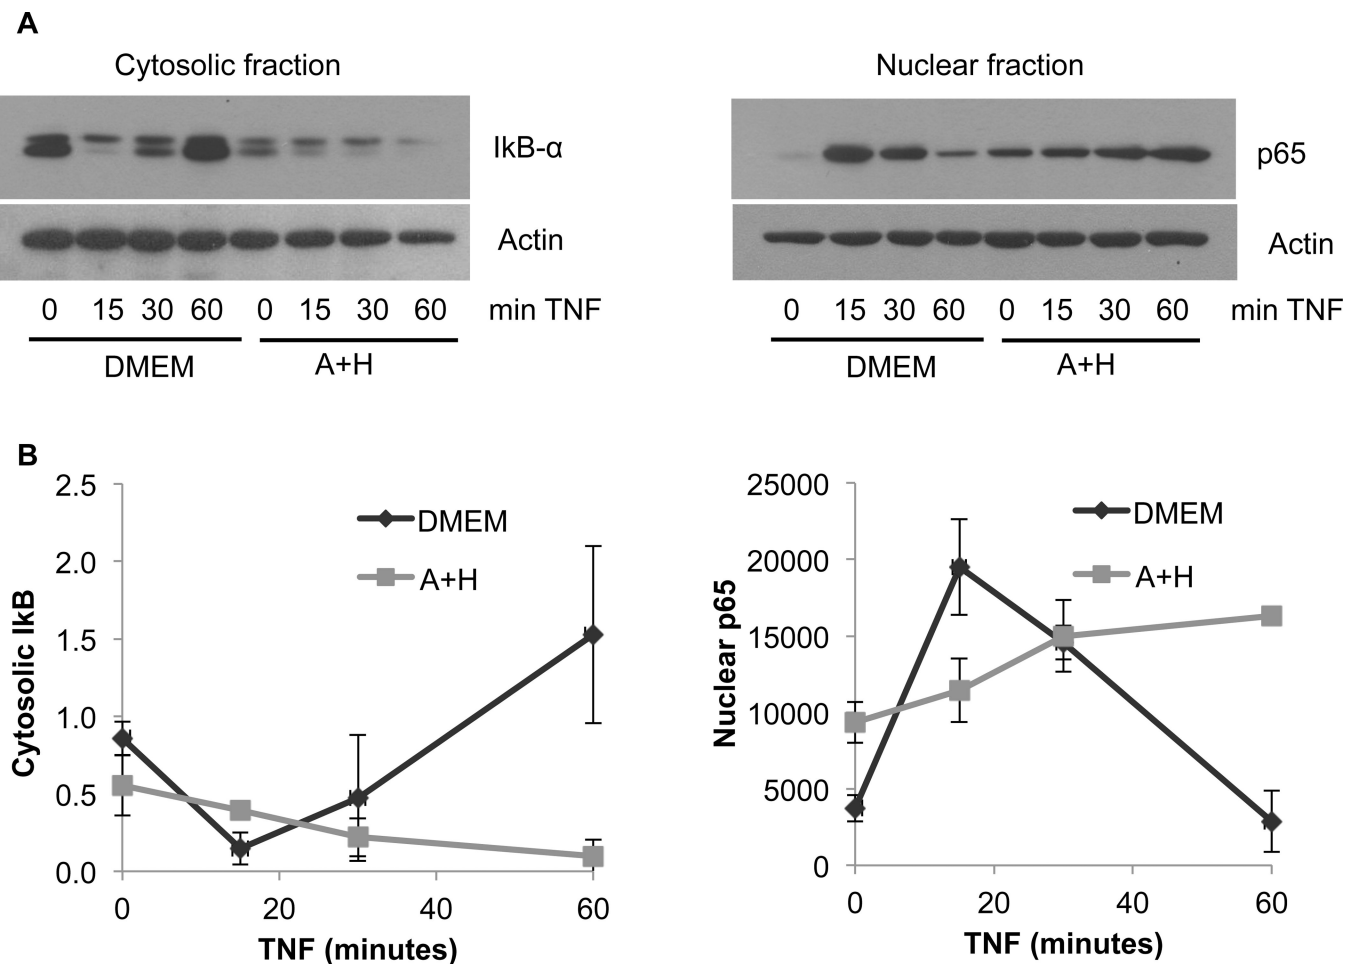 A
Cytosolic fraction
IkB-α
Actin
0 15 30 60 0 15 30 60 min TNF
DMEM A+H
Nuclear fraction
p65
Actin
0 15 30 60 0 15 30 60 min TNF
DMEM A+H
B
Cytosolic IkB
2.5
2.0
1.5
1.0
0.5
0.0
DMEM
A+H
0 20 40 60
TNF (minutes)
Nuclear p65
25000
20000
15000
10000
5000
0
DMEM
A+H
0 20 40 60
TNF (minutes)